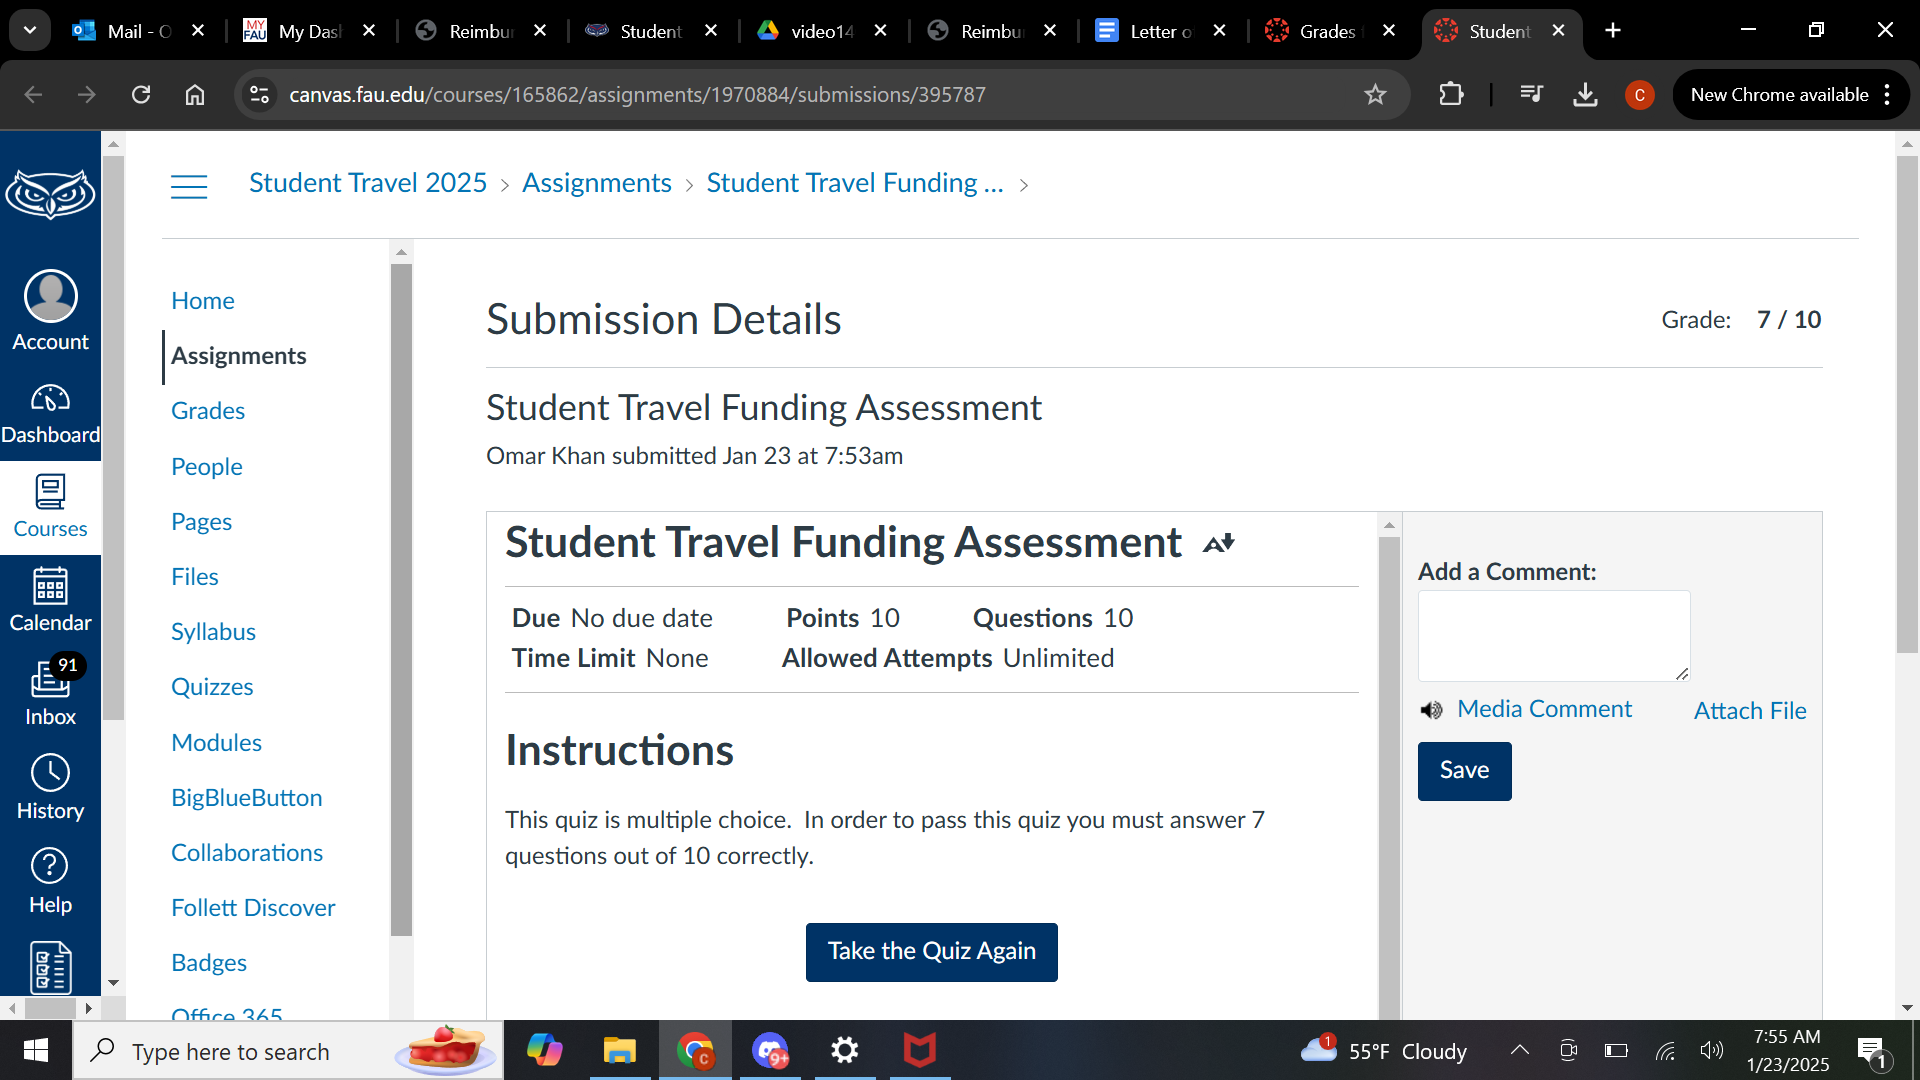 Mail - O
MY
FAU
My Das
Reimbu
Student
video14
Reimbu
Letter o
Grades
Student
canvas.fau.edu/courses/165862/assignments/1970884/submissions/395787
C
New Chrome available
Student Travel 2025 > Assignments > Student Travel Funding ... >
Account
Dashboard
Courses
Calendar
91
Inbox
History
Help
Home
Assignments
Grades
People
Pages
Files
Syllabus
Quizzes
Modules
BigBlueButton
Collaborations
Follett Discover
Badges
Office 365
Submission Details
Grade: 7 / 10
Student Travel Funding Assessment
Omar Khan submitted Jan 23 at 7:53am
Student Travel Funding Assessment
Due No due date Points 10 Questions 10
Time Limit None Allowed Attempts Unlimited
Instructions
This quiz is multiple choice. In order to pass this quiz you must answer 7
questions out of 10 correctly.
Take the Quiz Again
Add a Comment:
Media Comment
Attach File
Save
Type here to search
C
9+
1
55°F Cloudy
7:55 AM
1/23/2025
1